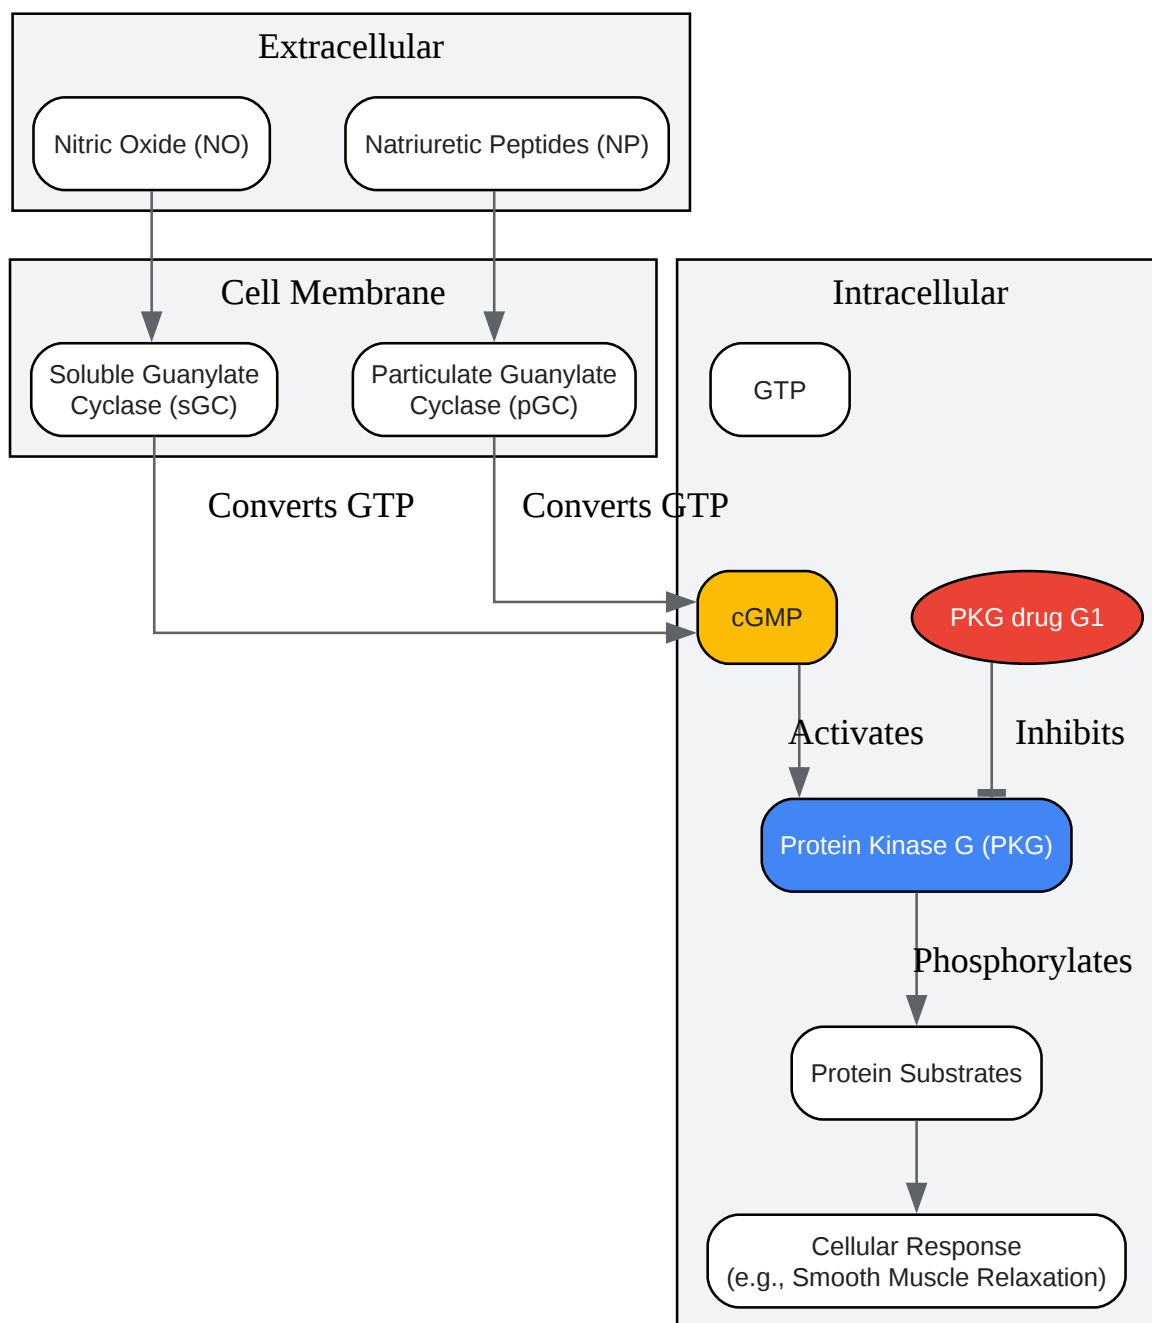 Extracellular
Nitric Oxide (NO)
Natriuretic Peptides (NP)
Cell Membrane
Intracellular
Soluble Guanylate
Cyclase (sGC)
Particulate Guanylate
Cyclase (pGC)
GTP
Converts GTP
Converts GTP
cGMP
PKG drug G1
Activates
Inhibits
Protein Kinase G (PKG)
Phosphorylates
Protein Substrates
Cellular Response
(e.g., Smooth Muscle Relaxation)